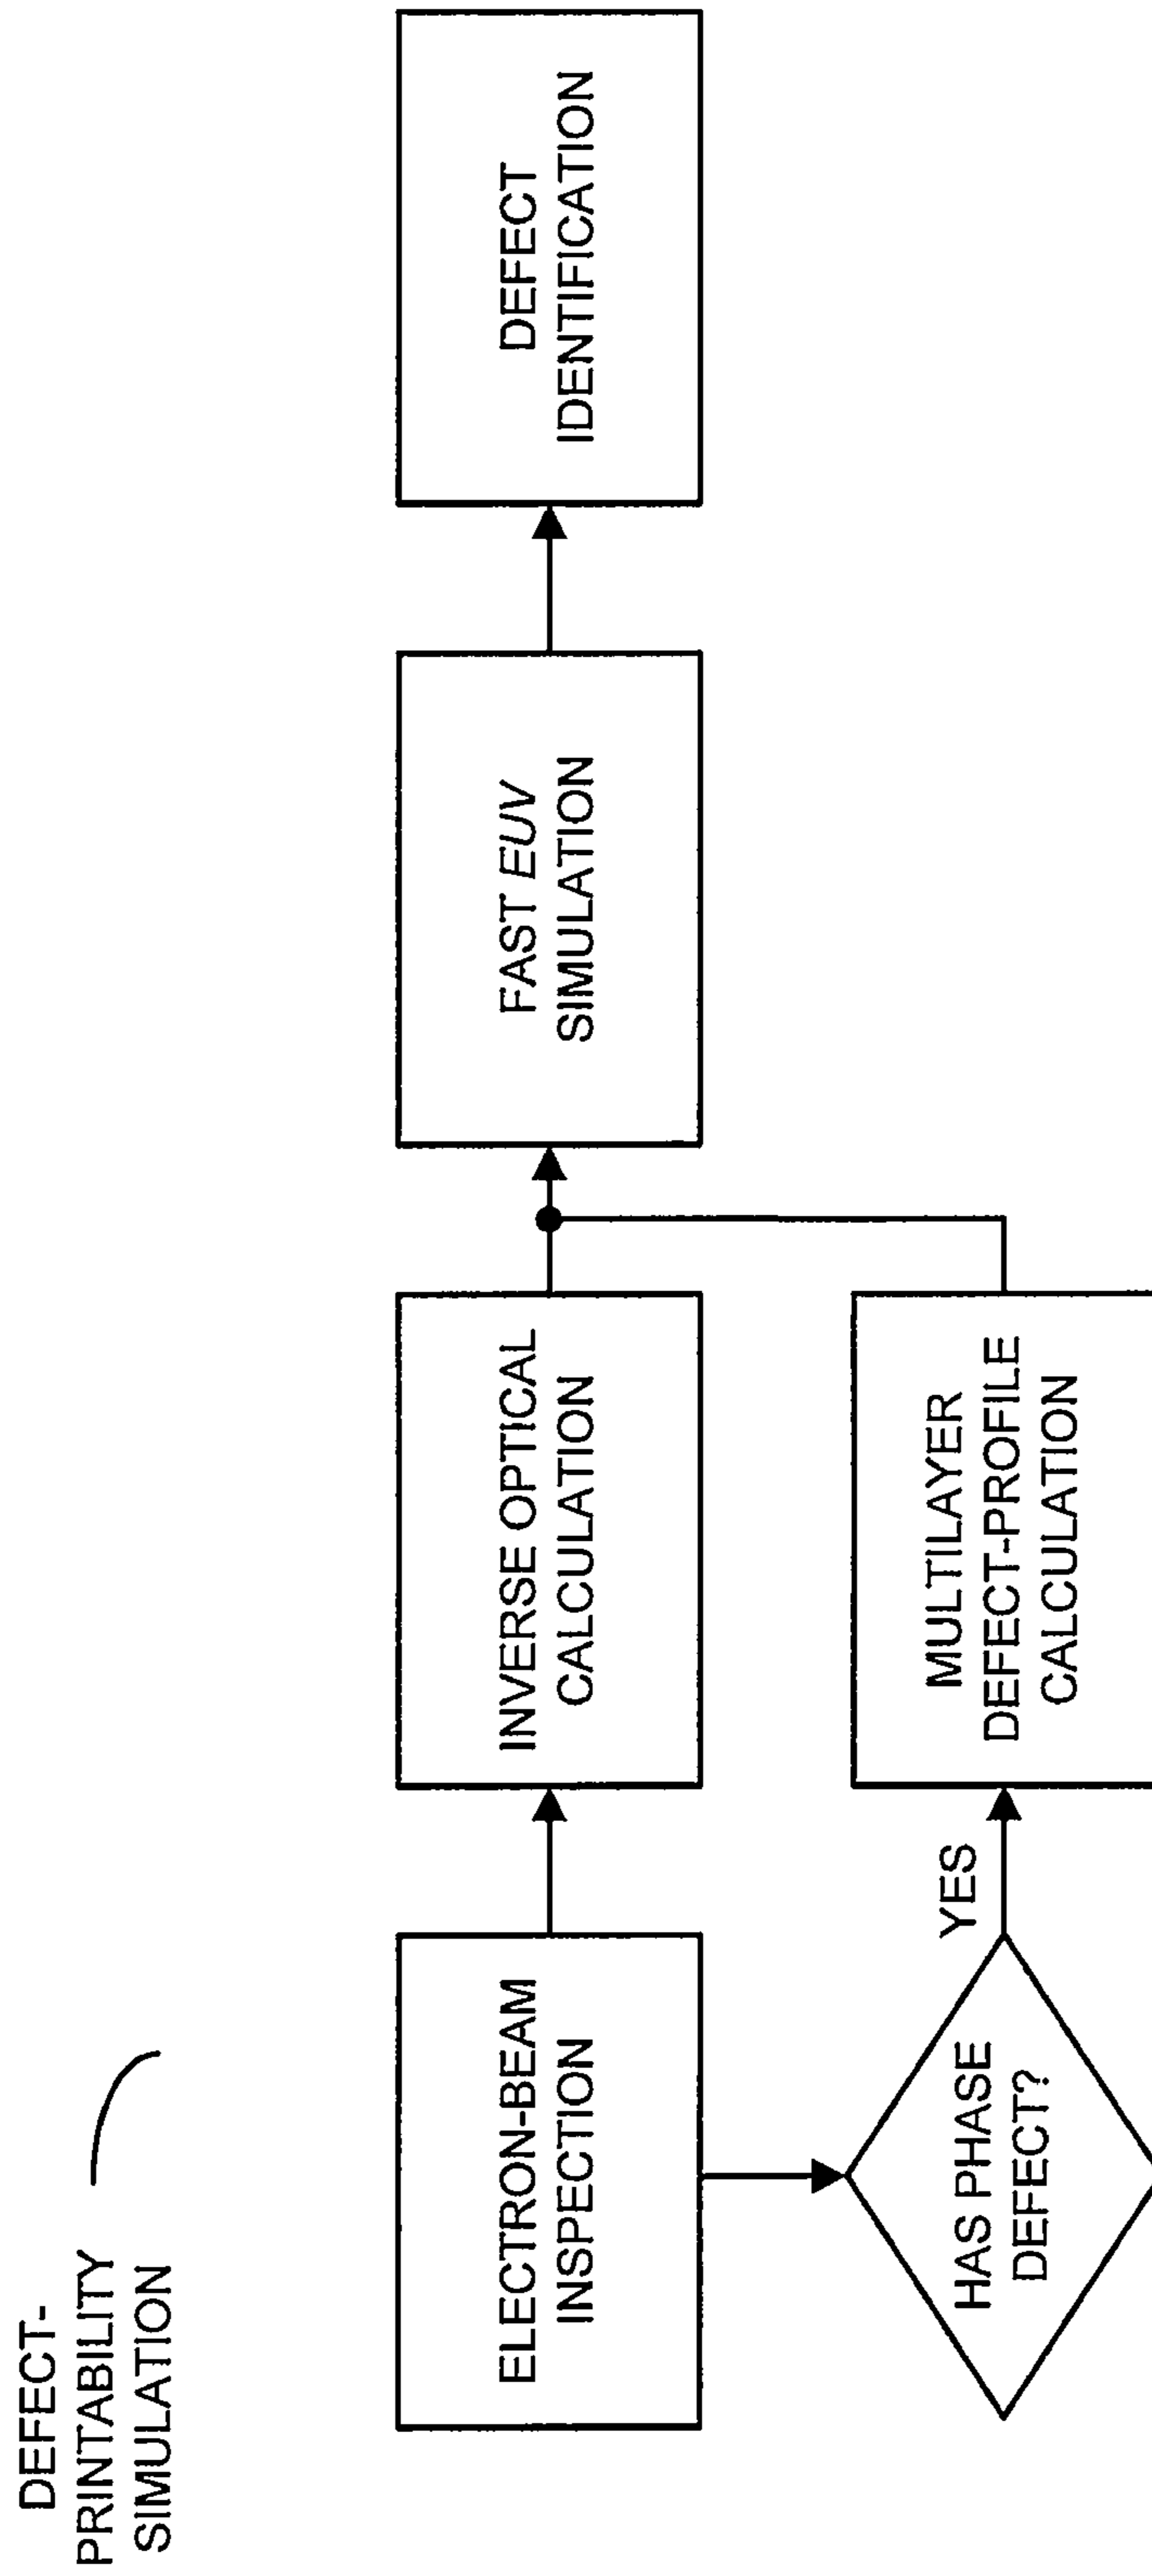 DEFECT-
PRINTABILITY
SIMULATION
ELECTRON-BEAM
INSPECTION
INVERSE OPTICAL
CALCULATION
FAST EUV
SIMULATION
DEFECT
IDENTIFICATION
HAS PHASE
DEFECT?
YES
MULTILAYER
DEFECT-PROFILE
CALCULATION